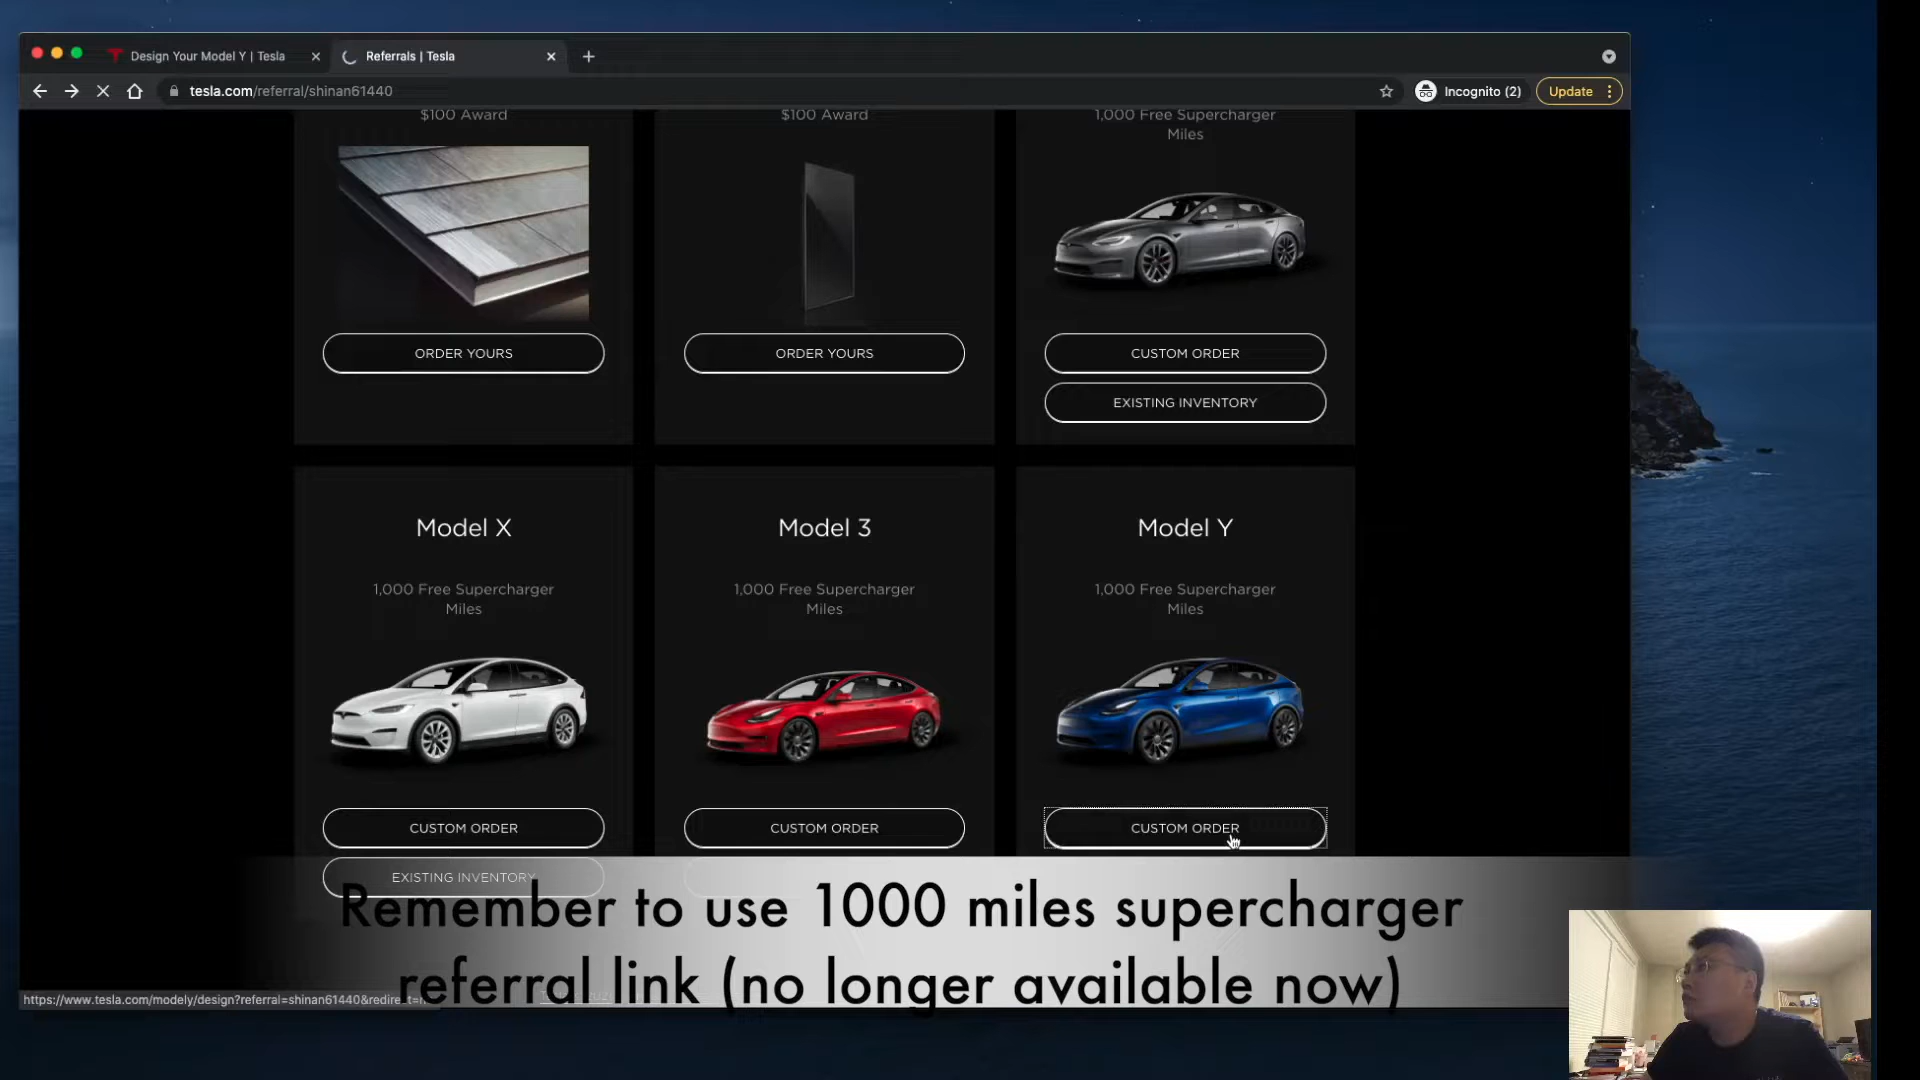 Design Your Model Y | Tesla
Referrals | Tesla
tesla.com/referral/shinan61440
Incognito (2)
Update
$100 Award
$100 Award
1,000 Free Supercharger
Miles
ORDER YOURS
ORDER YOURS
CUSTOM ORDER
EXISTING INVENTORY
Model X
Model 3
Model Y
1,000 Free Supercharger
Miles
1,000 Free Supercharger
Miles
1,000 Free Supercharger
Miles
CUSTOM ORDER
CUSTOM ORDER
CUSTOM ORDER
EXISTING INVENTORY
Remember to use 1000 miles supercharger
referral link (no longer available now)
https://www.tesla.com/modely/design?referral=shinan61440&redirect=n